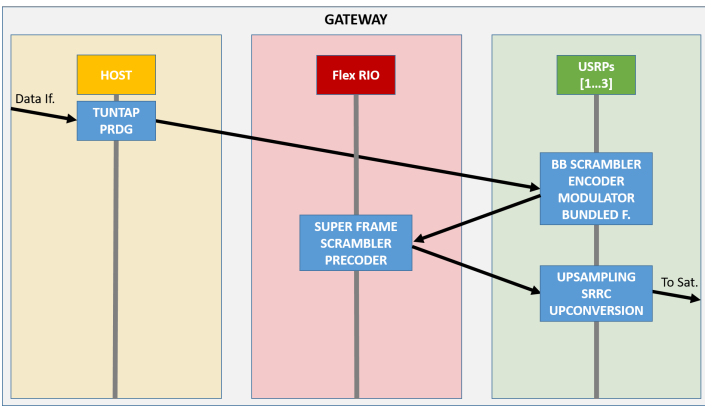 GATEWAY
HOST
Flex RIO
USRPs
[1...3]
Data If.
TUNTAP
PRDG
BB SCRAMBLER
ENCODER
MODULATOR
BUNDLED F.
SUPER FRAME
SCRAMBLER
PRECODER
UPSAMPLING
SRRC
UPCONVERSION
To Sat.